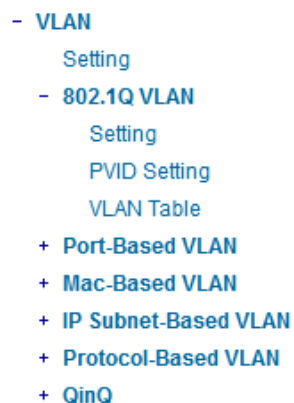 - VLAN
Setting
- 802.1Q VLAN
Setting
PVID Setting
VLAN Table
+ Port-Based VLAN
+ Mac-Based VLAN
+ IP Subnet-Based VLAN
+ Protocol-Based VLAN
+ QinQ